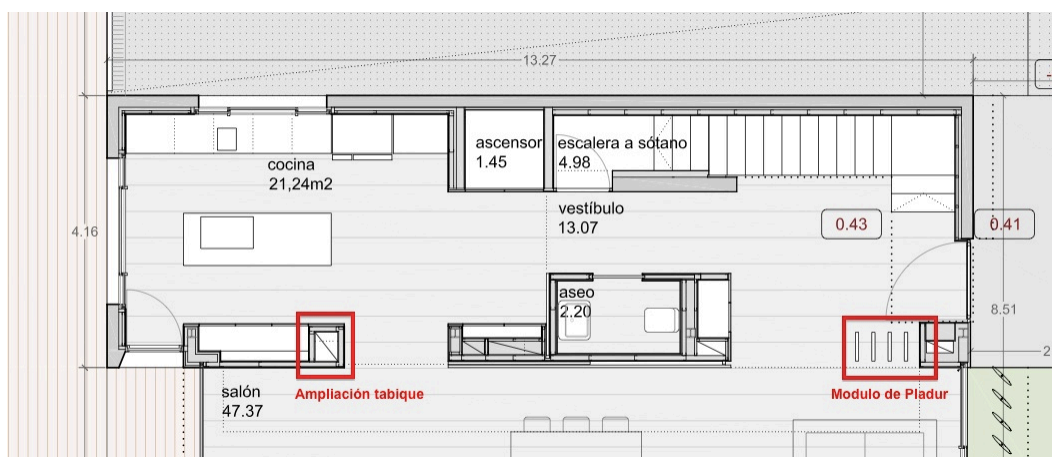 13.27
ascensor
1.45
escalera a sótano
4.98
cocina
21,24m2
vestíbulo
13.07
0.43
0.41
4.16
aseo
2.20
8.51
2
salón
47.37
Ampliación tabique
Modulo de Pladur